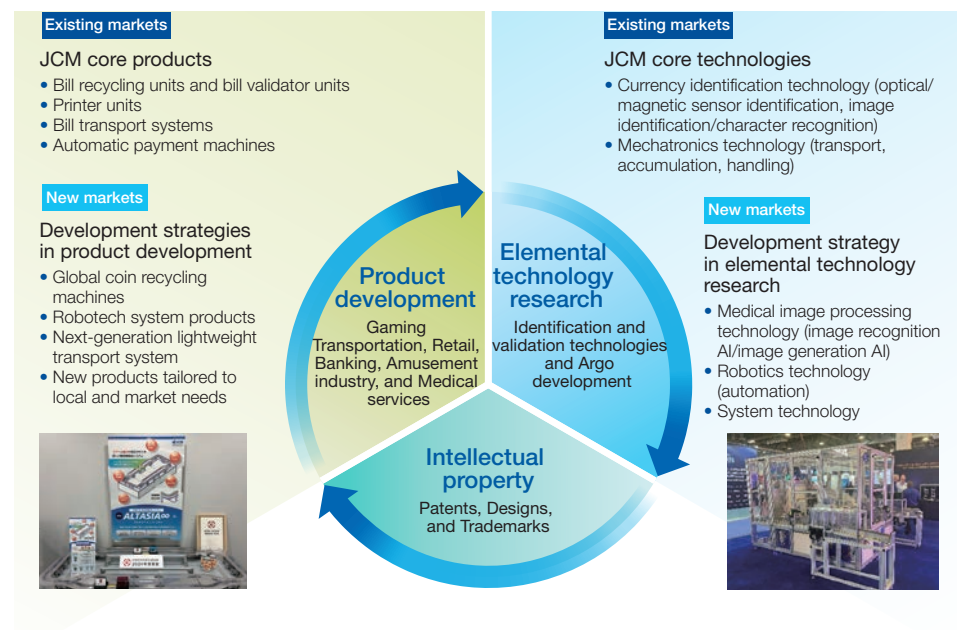 Existing markets
JCM core products
• Bill recycling units and bill validator units
• Printer units
• Bill transport systems
• Automatic payment machines
New markets
Development strategies
in product development
• Global coin recycling
machines
• Robotech system products
• Next-generation lightweight
transport system
• New products tailored to
local and market needs
Existing markets
JCM core technologies
• Currency identification technology (optical/
magnetic sensor identification, image
identification/character recognition)
• Mechatronics technology (transport,
accumulation, handling)
New markets
Development strategy
in elemental technology
research
• Medical image processing
technology (image recognition
AI/image generation AI)
• Robotics technology
(automation)
• System technology
Product
development
Gaming
Transportation, Retail,
Banking, Amusement
industry, and Medical
services
Elemental
technology
research
Identification and
validation technologies
and Argo
development
Intellectual
property
Patents, Designs,
and Trademarks
ALTASIA